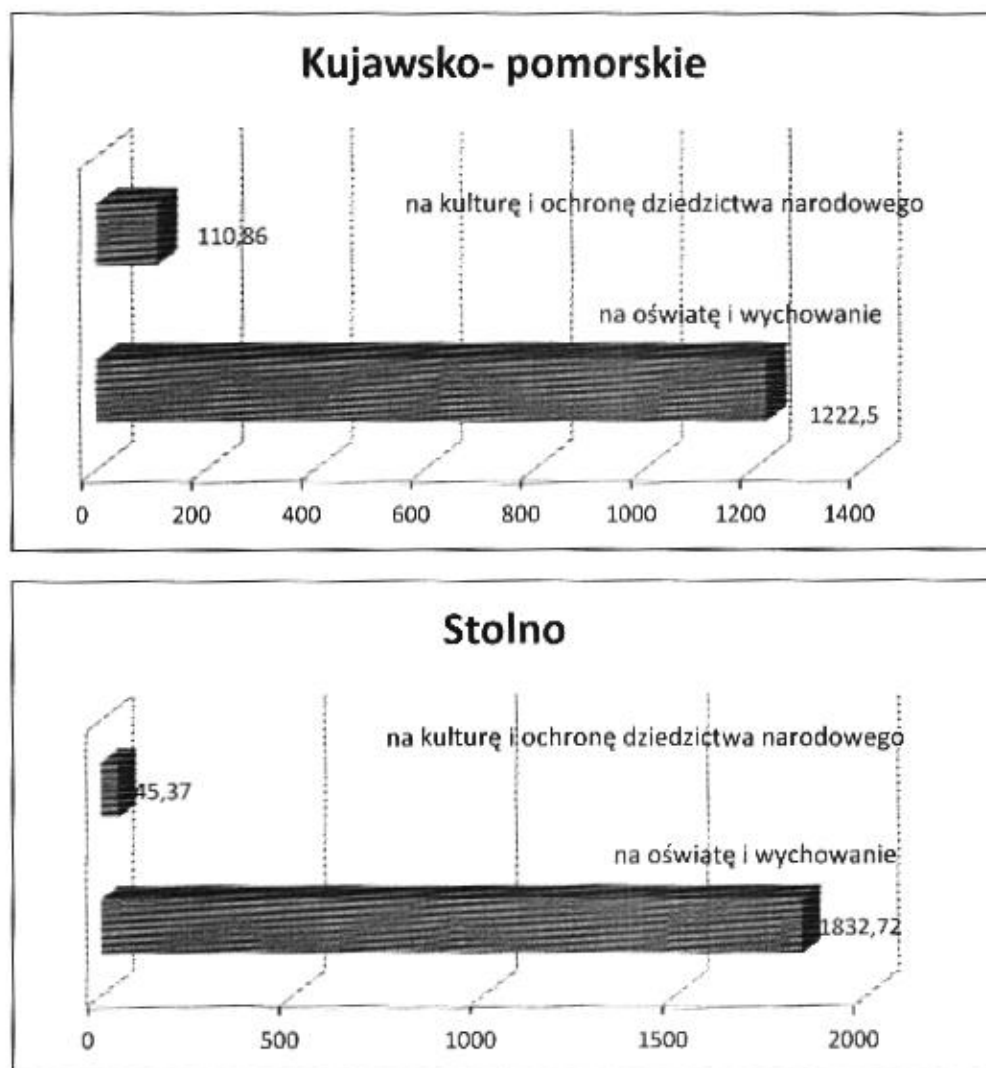 Kujawsko- pomorskie
na kulturę i ochronę dziedzictwa narodowego
110,86
na oświatę i wychowanie
1222,5
0 200 400 600 800 1000 1200 1400
Stolno
na kulturę i ochronę dziedzictwa narodowego
45,37
na oświatę i wychowanie
1832,72
0 500 1000 1500 2000